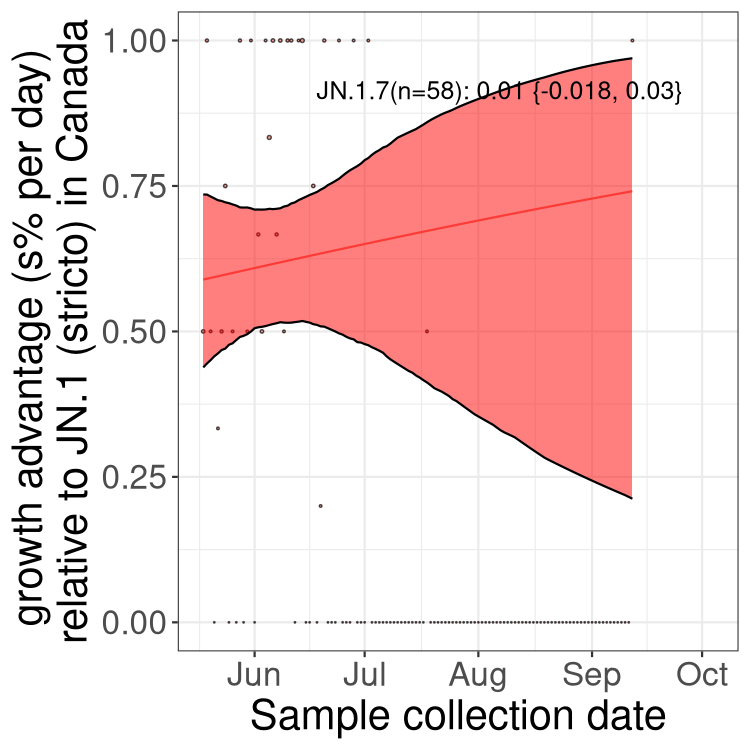 growth advantage (s% per day)
relative to JN.1 (stricto) in Canada
1.00
0.75
0.50
0.25
0.00
JN.1.7(n=58): 0.01 {-0.018, 0.03}
Jun Jul Aug Sep Oct
Sample collection date